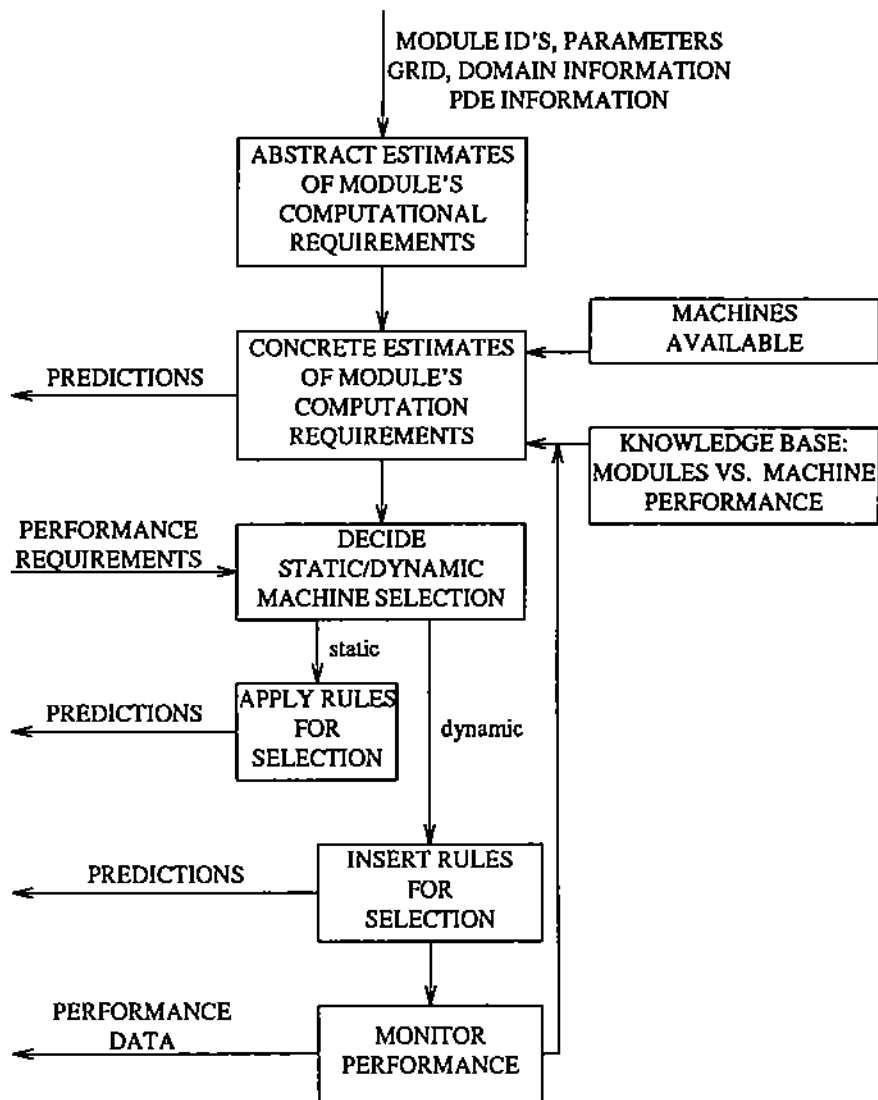 MODULE ID'S, PARAMETERS
GRID, DOMAIN INFORMATION
PDE INFORMATION
ABSTRACT ESTIMATES
OF MODULE'S
COMPUTATIONAL
REQUIREMENTS
MACHINES
AVAILABLE
CONCRETE ESTIMATES
OF MODULE'S
COMPUTATION
REQUIREMENTS
PREDICTIONS
KNOWLEDGE BASE:
MODULES VS. MACHINE
PERFORMANCE
PERFORMANCE
REQUIREMENTS
DECIDE
STATIC/DYNAMIC
MACHINE SELECTION
static
dynamic
APPLY RULES
FOR
SELECTION
PREDICTIONS
INSERT RULES
FOR
SELECTION
PREDICTIONS
PERFORMANCE
DATA
MONITOR
PERFORMANCE